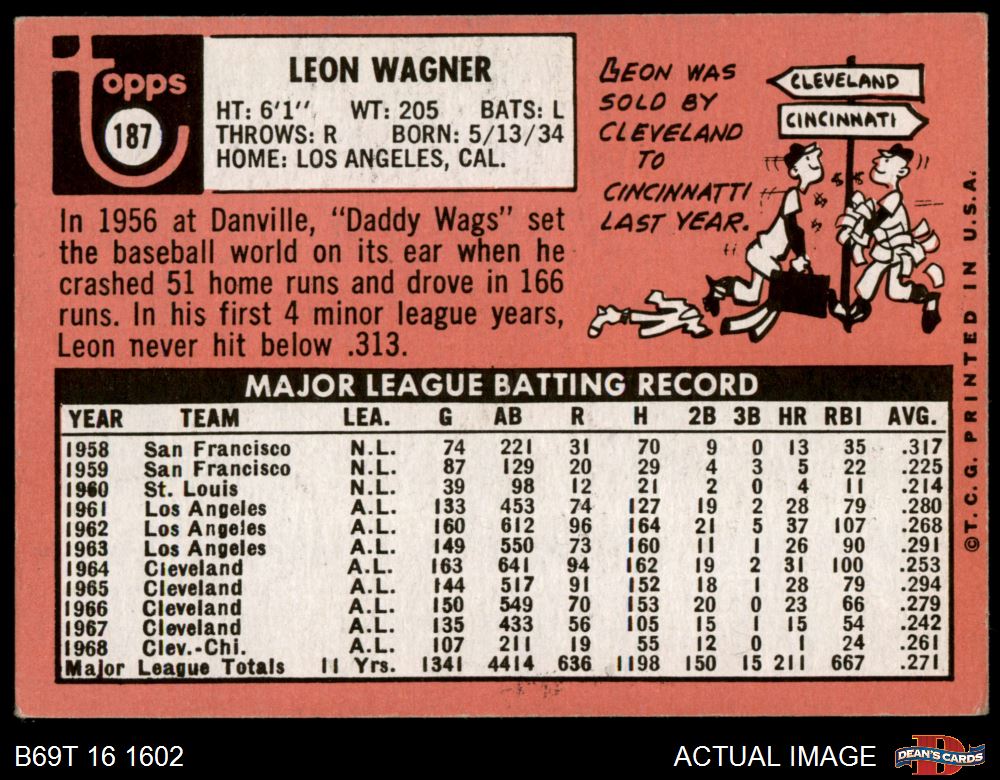 Topps
187
LEON WAGNER
HT: 6'1" WT: 205 BATS: L
THROWS: R BORN: 5/13/34
HOME: LOS ANGELES, CAL.
In 1956 at Danville, "Daddy Wags" set
the baseball world on its ear when he
crashed 51 home runs and drove in 166
runs. In his first 4 minor league years,
Leon never hit below .313.
LEON WAS
SOLD BY
CLEVELAND
TO
CINCINNATTI
LAST YEAR.
CLEVELAND
CINCINNATI
©T.C.G. PRINTED IN U.S.A.
MAJOR LEAGUE BATTING RECORD
YEAR TEAM LEA. G AB R H 2B 3B HR RBI AVG.
1958 San Francisco N.L. 74 221 31 70 9 0 13 35 .317
1959 San Francisco N.L. 87 129 20 29 4 3 5 22 .225
1960 St. Louis N.L. 39 98 12 21 2 0 4 11 .214
1961 Los Angeles A.L. 133 453 74 127 19 2 28 79 .280
1962 Los Angeles A.L. 160 612 96 164 21 5 37 107 .268
1963 Los Angeles A.L. 149 550 73 160 11 1 26 90 .291
1964 Cleveland A.L. 163 641 94 162 19 2 31 100 .253
1965 Cleveland A.L. 144 517 91 152 18 1 28 79 .294
1966 Cleveland A.L. 150 549 70 153 20 0 23 66 .279
1967 Cleveland A.L. 135 433 56 105 15 1 15 54 .242
1968 Clev.-Chi. A.L. 107 211 19 55 12 0 1 24 .261
Major League Totals 11 Yrs. 1341 4414 636 1198 150 15 211 667 .271
B69T 16 1602
ACTUAL IMAGE
D
DEAN'S CARDS